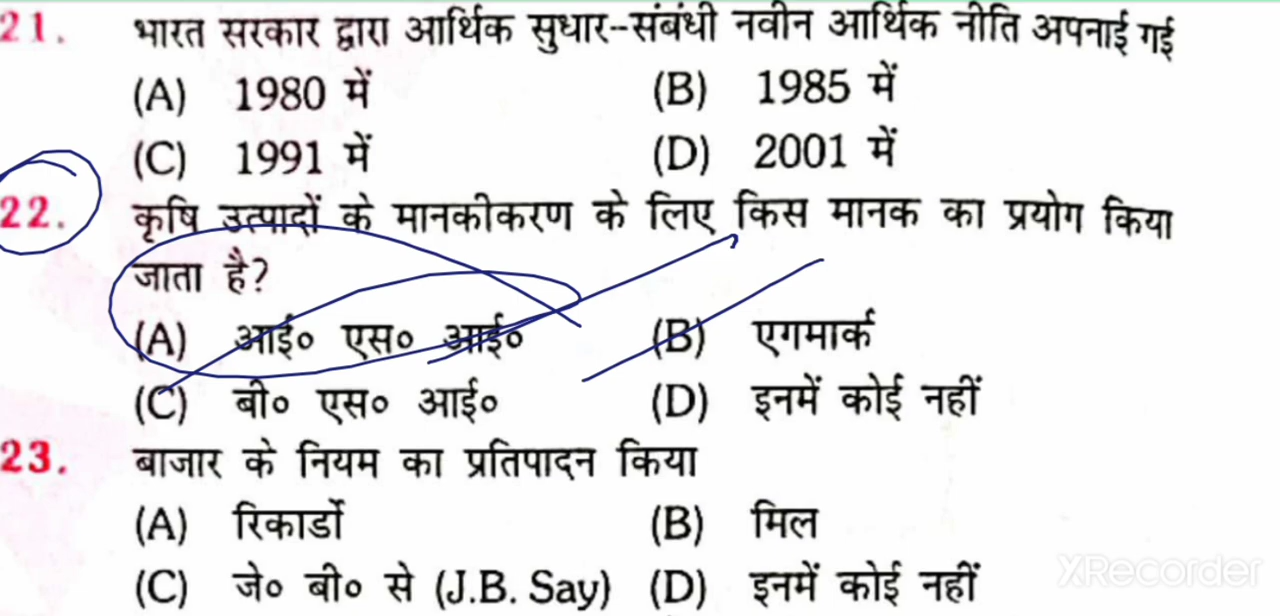 21. भारत सरकार द्वारा आर्थिक सुधार-संबंधी नवीन आर्थिक नीति अपनाई गई
(A) 1980 में (B) 1985 में
(C) 1991 में (D) 2001 में
22. कृषि उत्पादों के मानकीकरण के लिए किस मानक का प्रयोग किया
जाता है?
(A) आई० एस० आई० (B) एगमार्क
(C) बी० एस० आई० (D) इनमें कोई नहीं
23. बाजार के नियम का प्रतिपादन किया
(A) रिकार्डो (B) मिल
(C) जे० बी० से (J.B. Say) (D) इनमें कोई नहीं
XRecorder